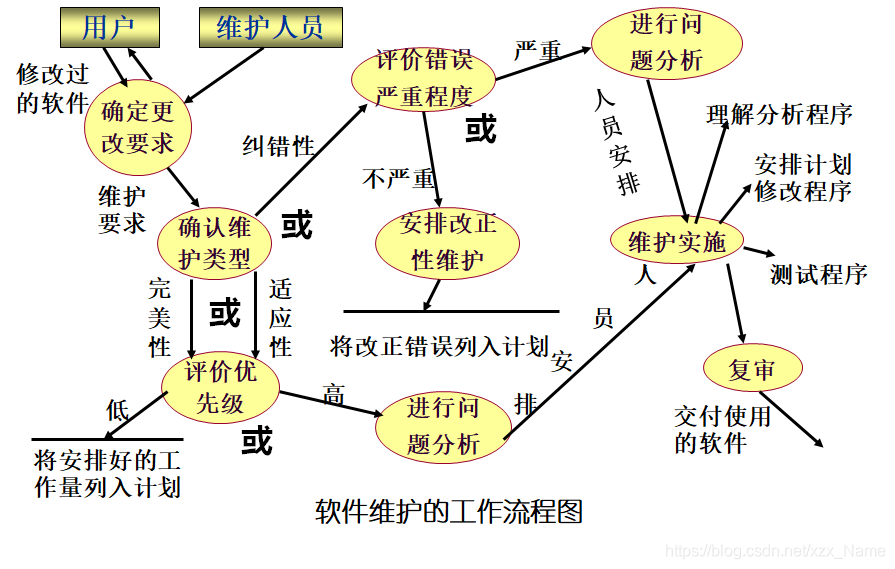 用户
维护人员
修改过
的软件
确定更
改要求
维护
要求
确认维
护类型
或
纠错性
评价错误
严重程度
或
严重
进行问
题分析
不严重
安排改正
性维护
将改正错误列入计划
人员安排
维护实施
理解分析程序
安排计划
修改程序
测试程序
复审
交付使用
的软件
完美性
或
适应性
评价优
先级
或
低
将安排好的工
作量列入计划
高
进行问
题分析
人员安排
软件维护的工作流程图
https://blog.csdn.net/xzx_Name